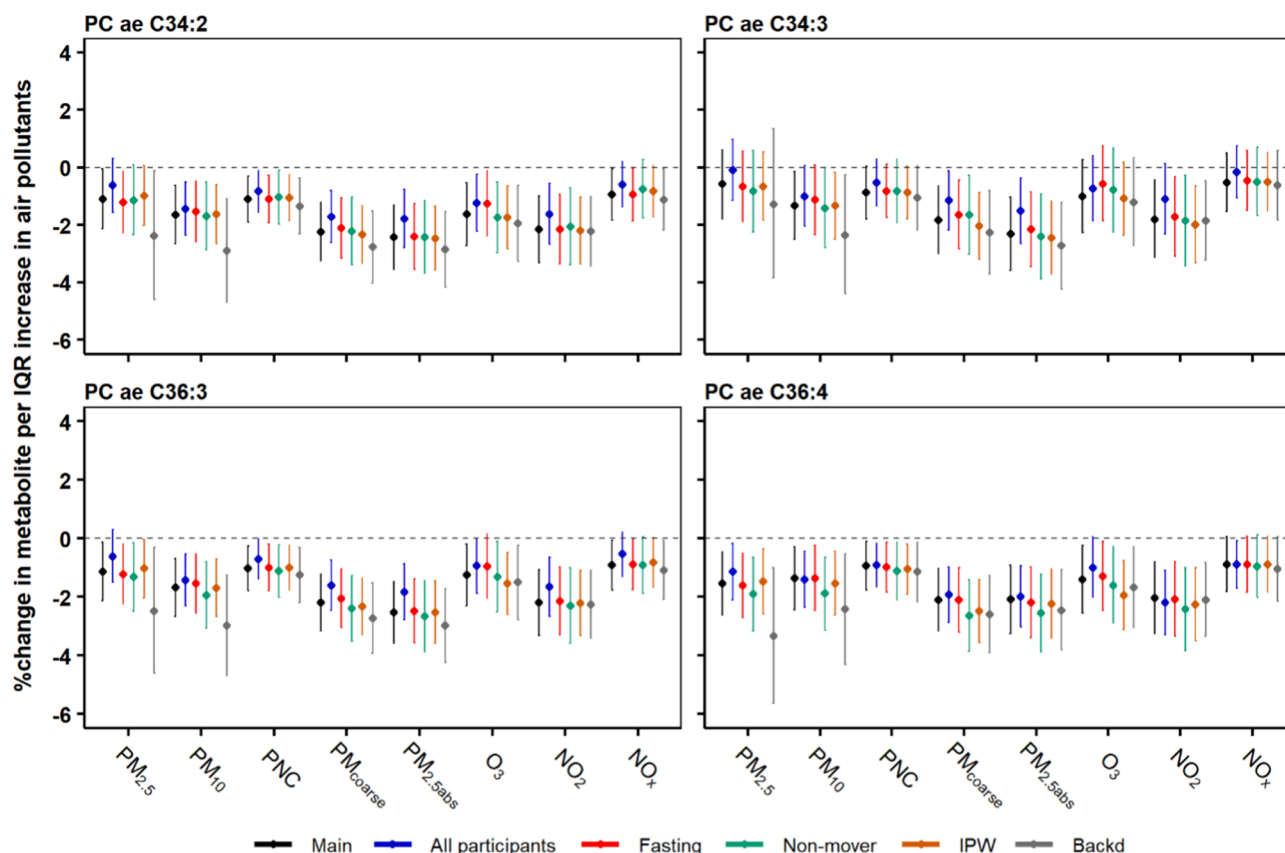 PC ae C34:2
PC ae C34:3
%change in metabolite per IQR increase in air pollutants
4
2
0
-2
-4
-6
PC ae C36:3
PC ae C36:4
4
2
0
-2
-4
-6
PM2.5
PM10
PNC
PMcoarse
PM2.5abs
O3
NO2
NOx
PM2.5
PM10
PNC
PMcoarse
PM2.5abs
O3
NO2
NOx
Main All participants Fasting Non-mover IPW Backd